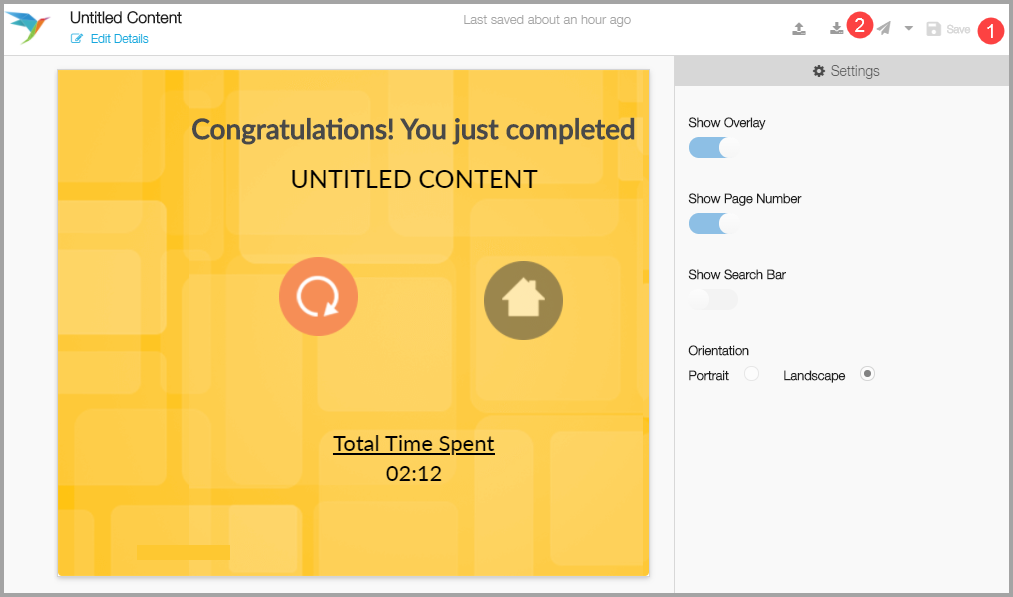 Untitled Content
Last saved about an hour ago
Edit Details
2
Save
1
Settings
Congratulations! You just completed
UNTITLED CONTENT
Total Time Spent
02:12
Show Overlay
Show Page Number
Show Search Bar
Orientation
Portrait Landscape